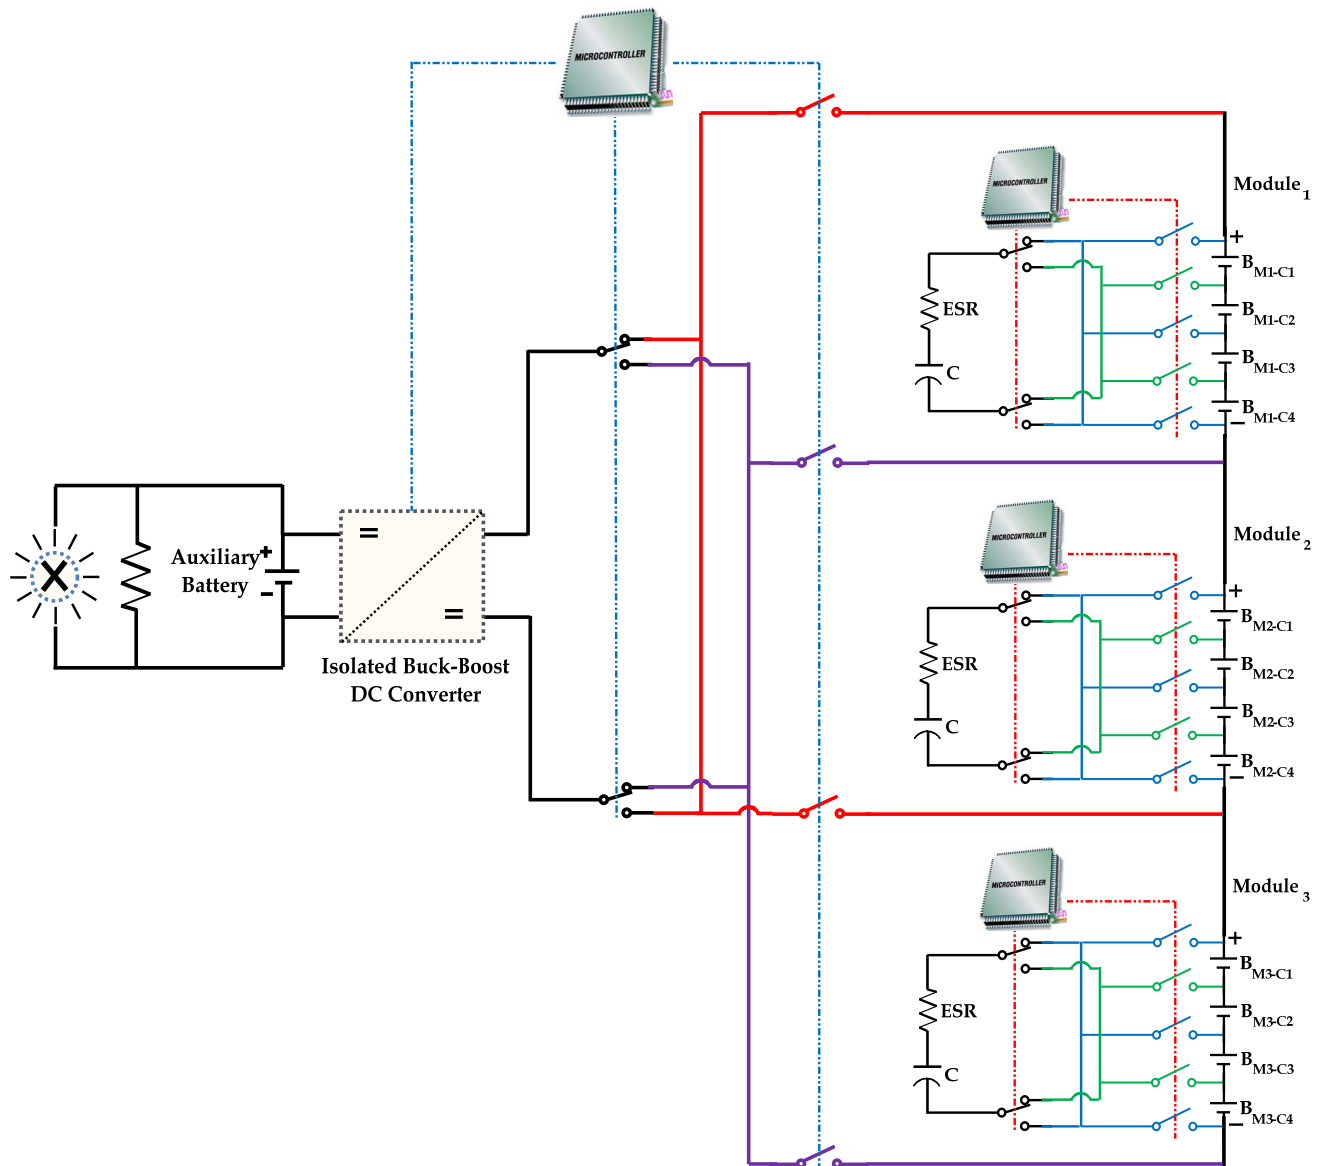 MICROCONTROLLER
Module 1
MICROCONTROLLER
+
B M1-C1
ESR
B M1-C2
B M1-C3
C
B M1-C4
−
Module 2
MICROCONTROLLER
Auxiliary +
Battery −
=
=
Isolated Buck-Boost
DC Converter
+
B M2-C1
ESR
B M2-C2
B M2-C3
C
B M2-C4
−
Module 3
MICROCONTROLLER
+
B M3-C1
ESR
B M3-C2
B M3-C3
C
B M3-C4
−